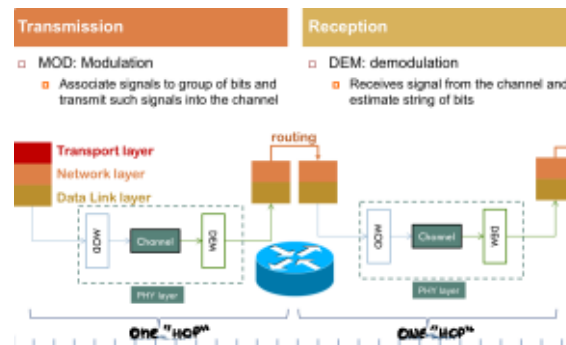 Transmission
MOD: Modulation
Associate signals to group of bits and
transmit such signals into the channel
Reception
DEM: demodulation
Receives signal from the channel and
estimate string of bits
routing
Transport layer
Network layer
Data Link layer
MOD
Channel
DEM
PHY layer
MOD
Channel
DEM
PHY layer
ONE "HOP"
ONE "HOP"